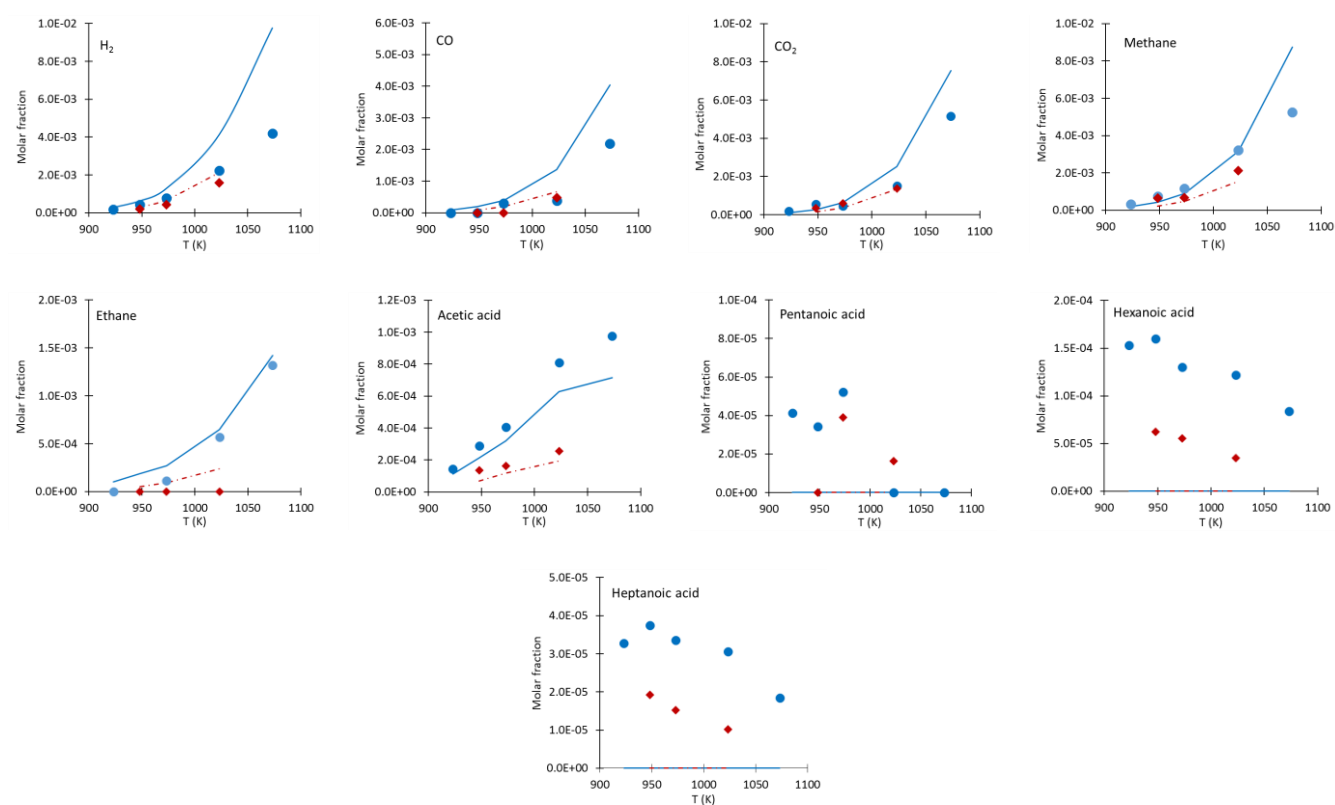 H2
1.0E-02
8.0E-03
6.0E-03
4.0E-03
2.0E-03
0.0E+00
Molar fraction
900 950 1000 1050 1100
T (K)
CO
6.0E-03
5.0E-03
4.0E-03
3.0E-03
2.0E-03
1.0E-03
0.0E+00
Molar fraction
900 950 1000 1050 1100
T (K)
CO2
1.0E-02
8.0E-03
6.0E-03
4.0E-03
2.0E-03
0.0E+00
Molar fraction
900 950 1000 1050 1100
T (K)
Methane
1.0E-02
8.0E-03
6.0E-03
4.0E-03
2.0E-03
0.0E+00
Molar fraction
900 950 1000 1050 1100
T (K)
Ethane
2.0E-03
1.5E-03
1.0E-03
5.0E-04
0.0E+00
Molar fraction
900 950 1000 1050 1100
T (K)
Acetic acid
1.2E-03
1.0E-03
8.0E-04
6.0E-04
4.0E-04
2.0E-04
0.0E+00
Molar fraction
900 950 1000 1050 1100
T (K)
Pentanoic acid
1.0E-04
8.0E-05
6.0E-05
4.0E-05
2.0E-05
0.0E+00
Molar fraction
900 950 1000 1050 1100
T (K)
Hexanoic acid
2.0E-04
1.5E-04
1.0E-04
5.0E-05
0.0E+00
Molar fraction
900 950 1000 1050 1100
T (K)
Heptanoic acid
5.0E-05
4.0E-05
3.0E-05
2.0E-05
1.0E-05
0.0E+00
Molar fraction
900 950 1000 1050 1100
T (K)